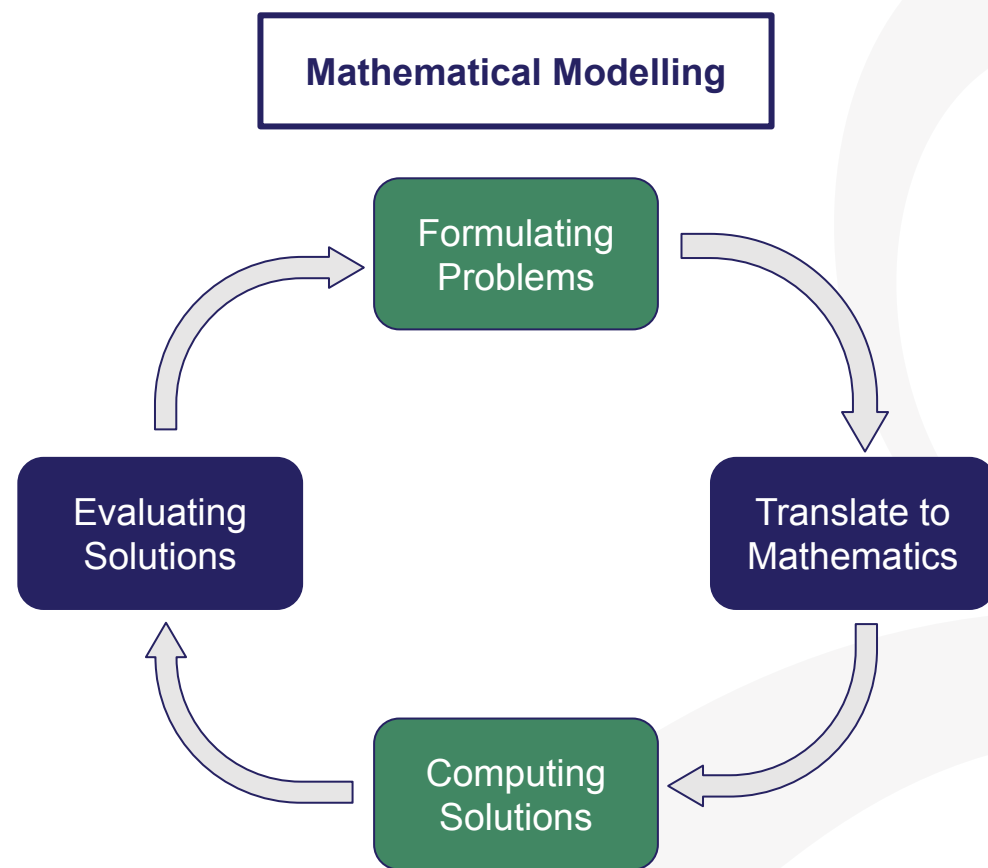 Mathematical Modelling
Formulating
Problems
Translate to
Mathematics
Computing
Solutions
Evaluating
Solutions